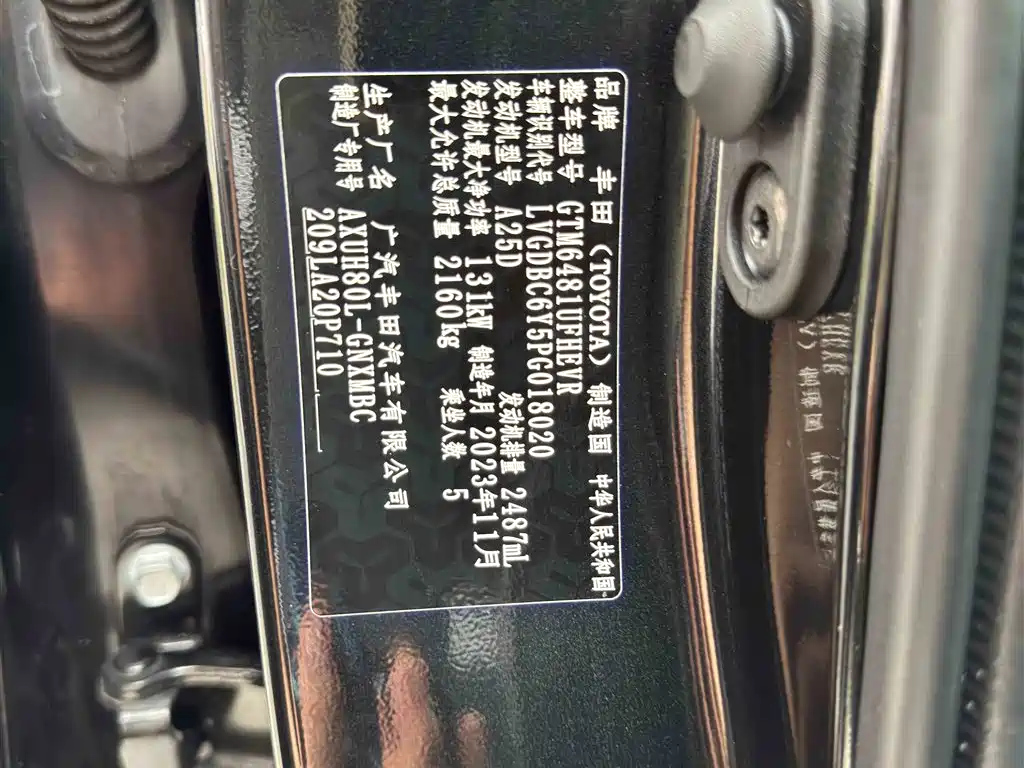 品牌 丰田（TOYOTA） 制造国 中华人民共和国
整车型号 GTM6481UFHEVR
车辆识别代号 LVGDBC6Y5PG018020
发动机型号 A25D 发动机排量 2487mL
发动机最大净功率 131kW 制造年月 2023年11月
最大允许总质量 2160kg 乘坐人数 5
生产厂名 广汽丰田汽车有限公司
制造厂专用号 AXUH80L-GNXMBC
209LA20P710